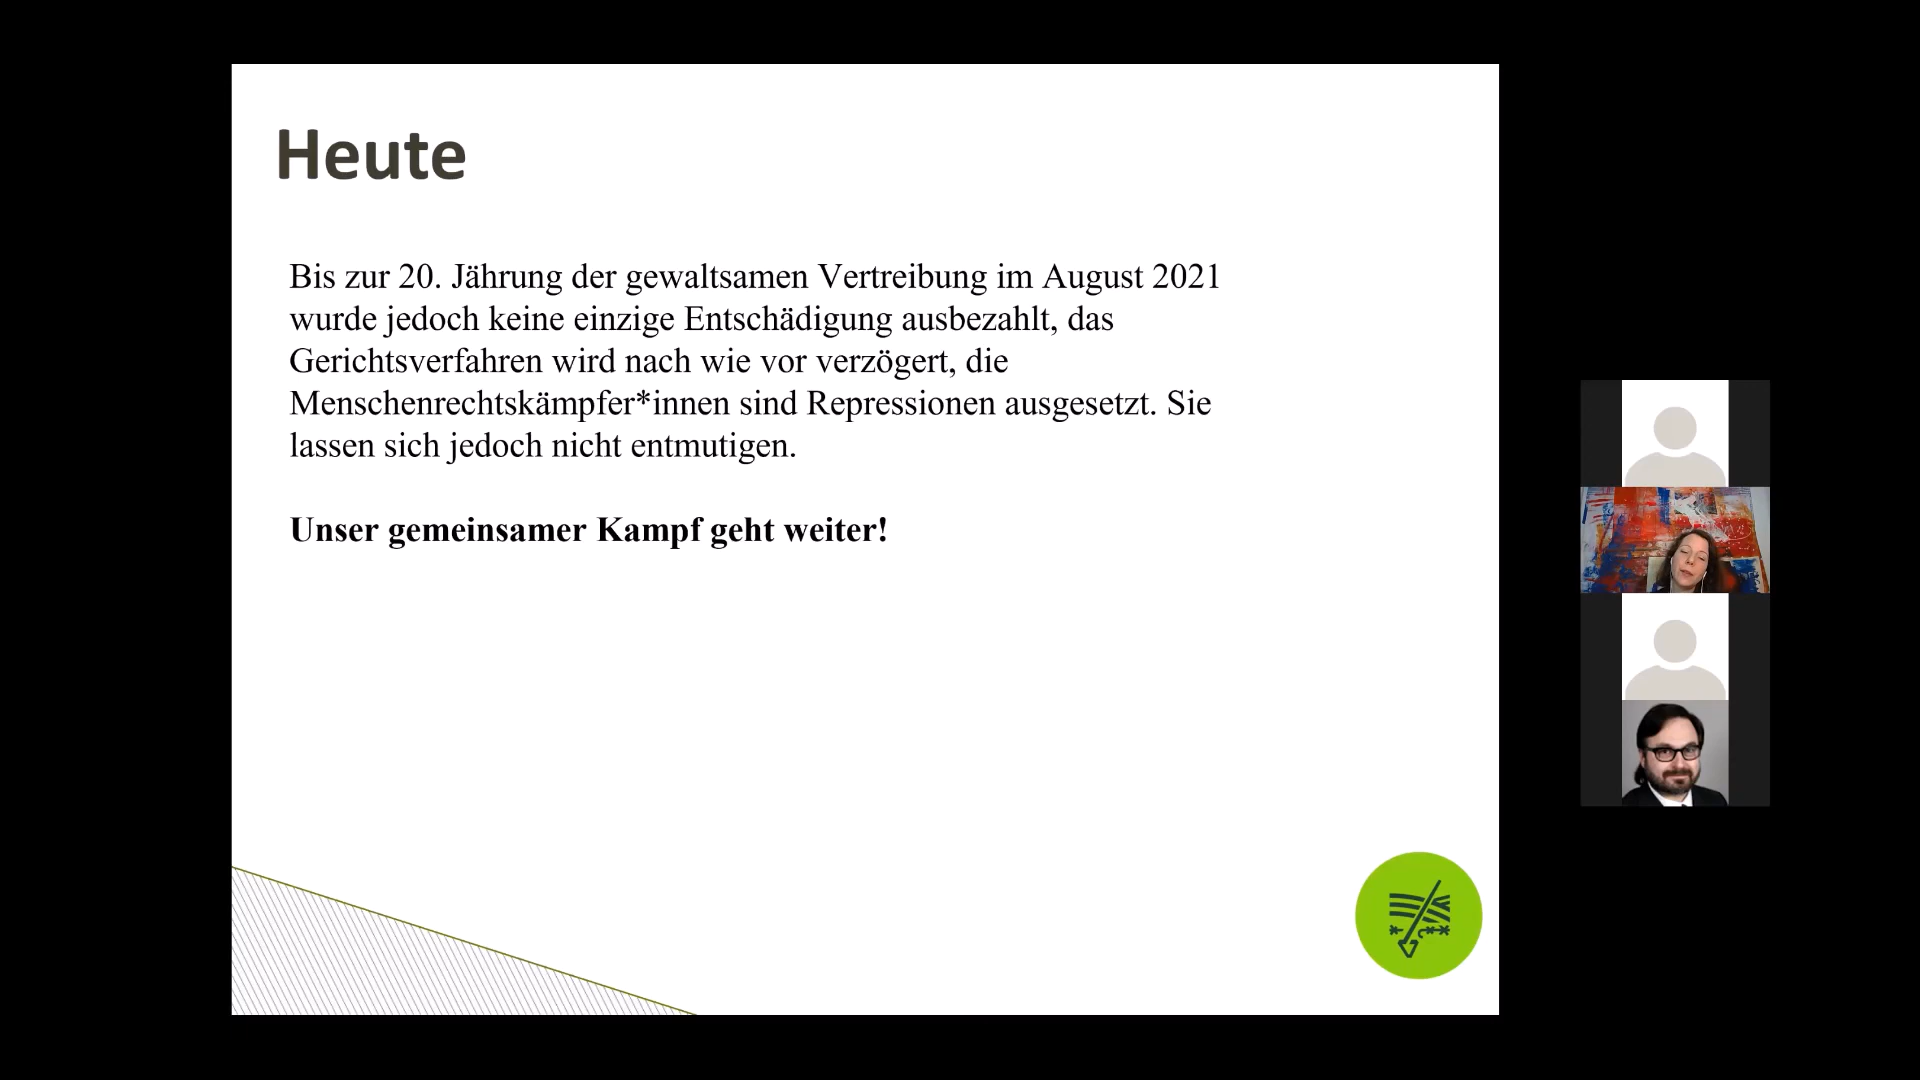 Heute
Bis zur 20. Jährung der gewaltsamen Vertreibung im August 2021
wurde jedoch keine einzige Entschädigung ausbezahlt, das
Gerichtsverfahren wird nach wie vor verzögert, die
Menschenrechtskämpfer*innen sind Repressionen ausgesetzt. Sie
lassen sich jedoch nicht entmutigen.
Unser gemeinsamer Kampf geht weiter!